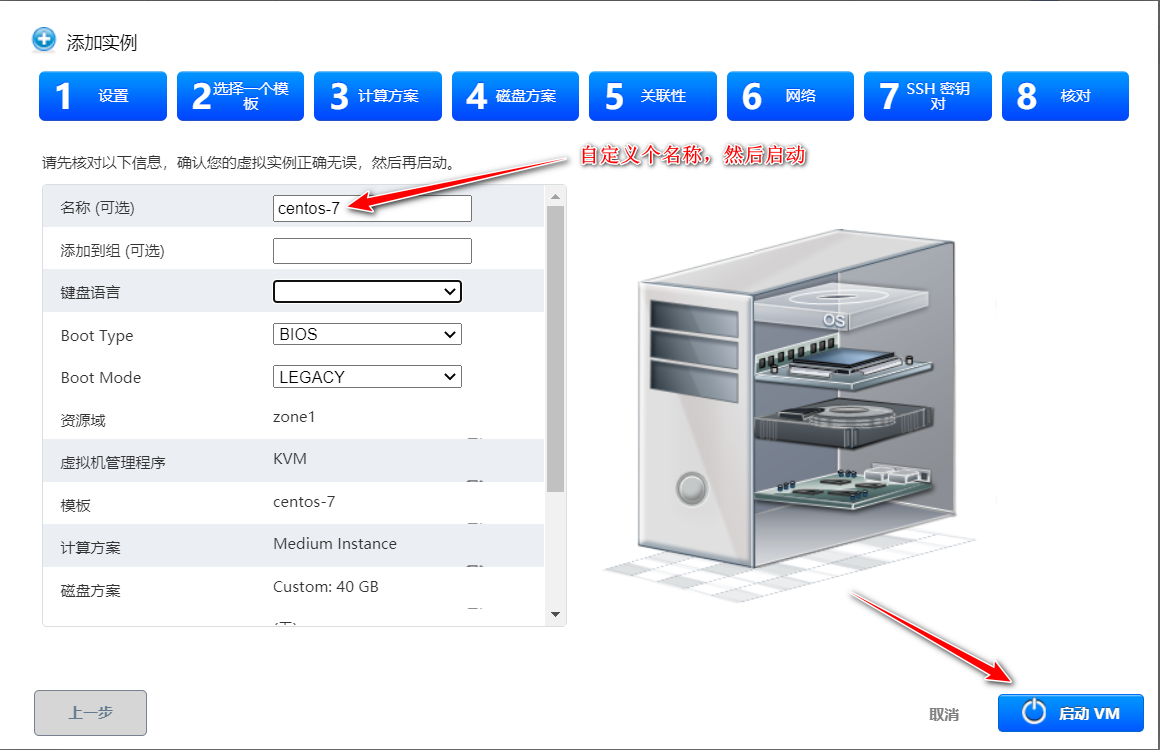 添加实例
1 设置
2 选择一个模板
3 计算方案
4 磁盘方案
5 关联性
6 网络
7 SSH 密钥对
8 核对
请先核对以下信息，确认您的虚拟实例正确无误，然后再启动。
自定义个名称，然后启动
名称 (可选) centos-7
添加到组 (可选)
键盘语言
Boot Type BIOS
Boot Mode LEGACY
资源域 zone1
虚拟机管理程序 KVM
模板 centos-7
计算方案 Medium Instance
磁盘方案 Custom: 40 GB
OS
上一步
取消
启动 VM